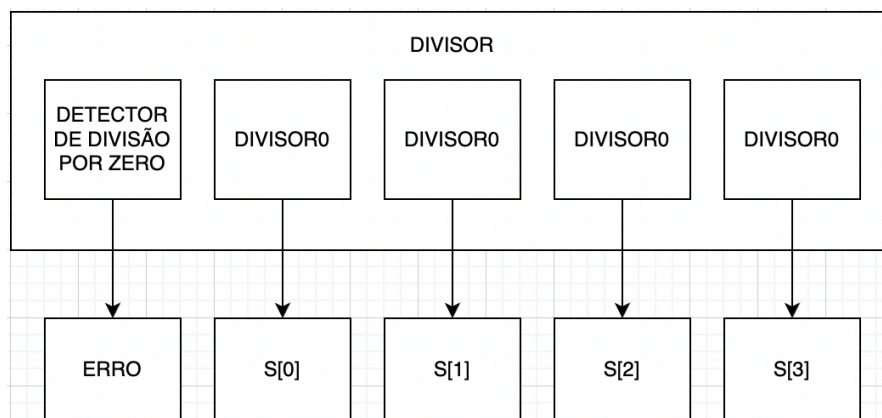 DIVISOR
DETECTOR
DE DIVISÃO
POR ZERO
DIVISOR0
DIVISOR0
DIVISOR0
DIVISOR0
ERRO
S[0]
S[1]
S[2]
S[3]